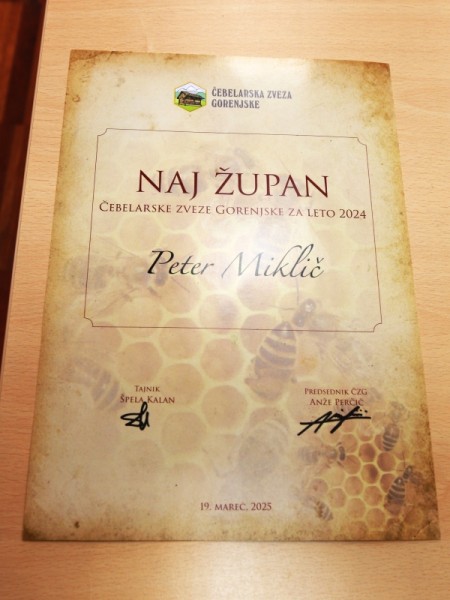 ČEBELARSKA ZVEZA
GORENJSKE
NAJ ŽUPAN
ČEBELARSKE ZVEZE GORENJSKE ZA LETO 2024
Peter Miklič
TAJNIK
ŠPELA KALAN
PREDSEDNIK ČZG
ANŽE PERČIČ
19. MAREC, 2025